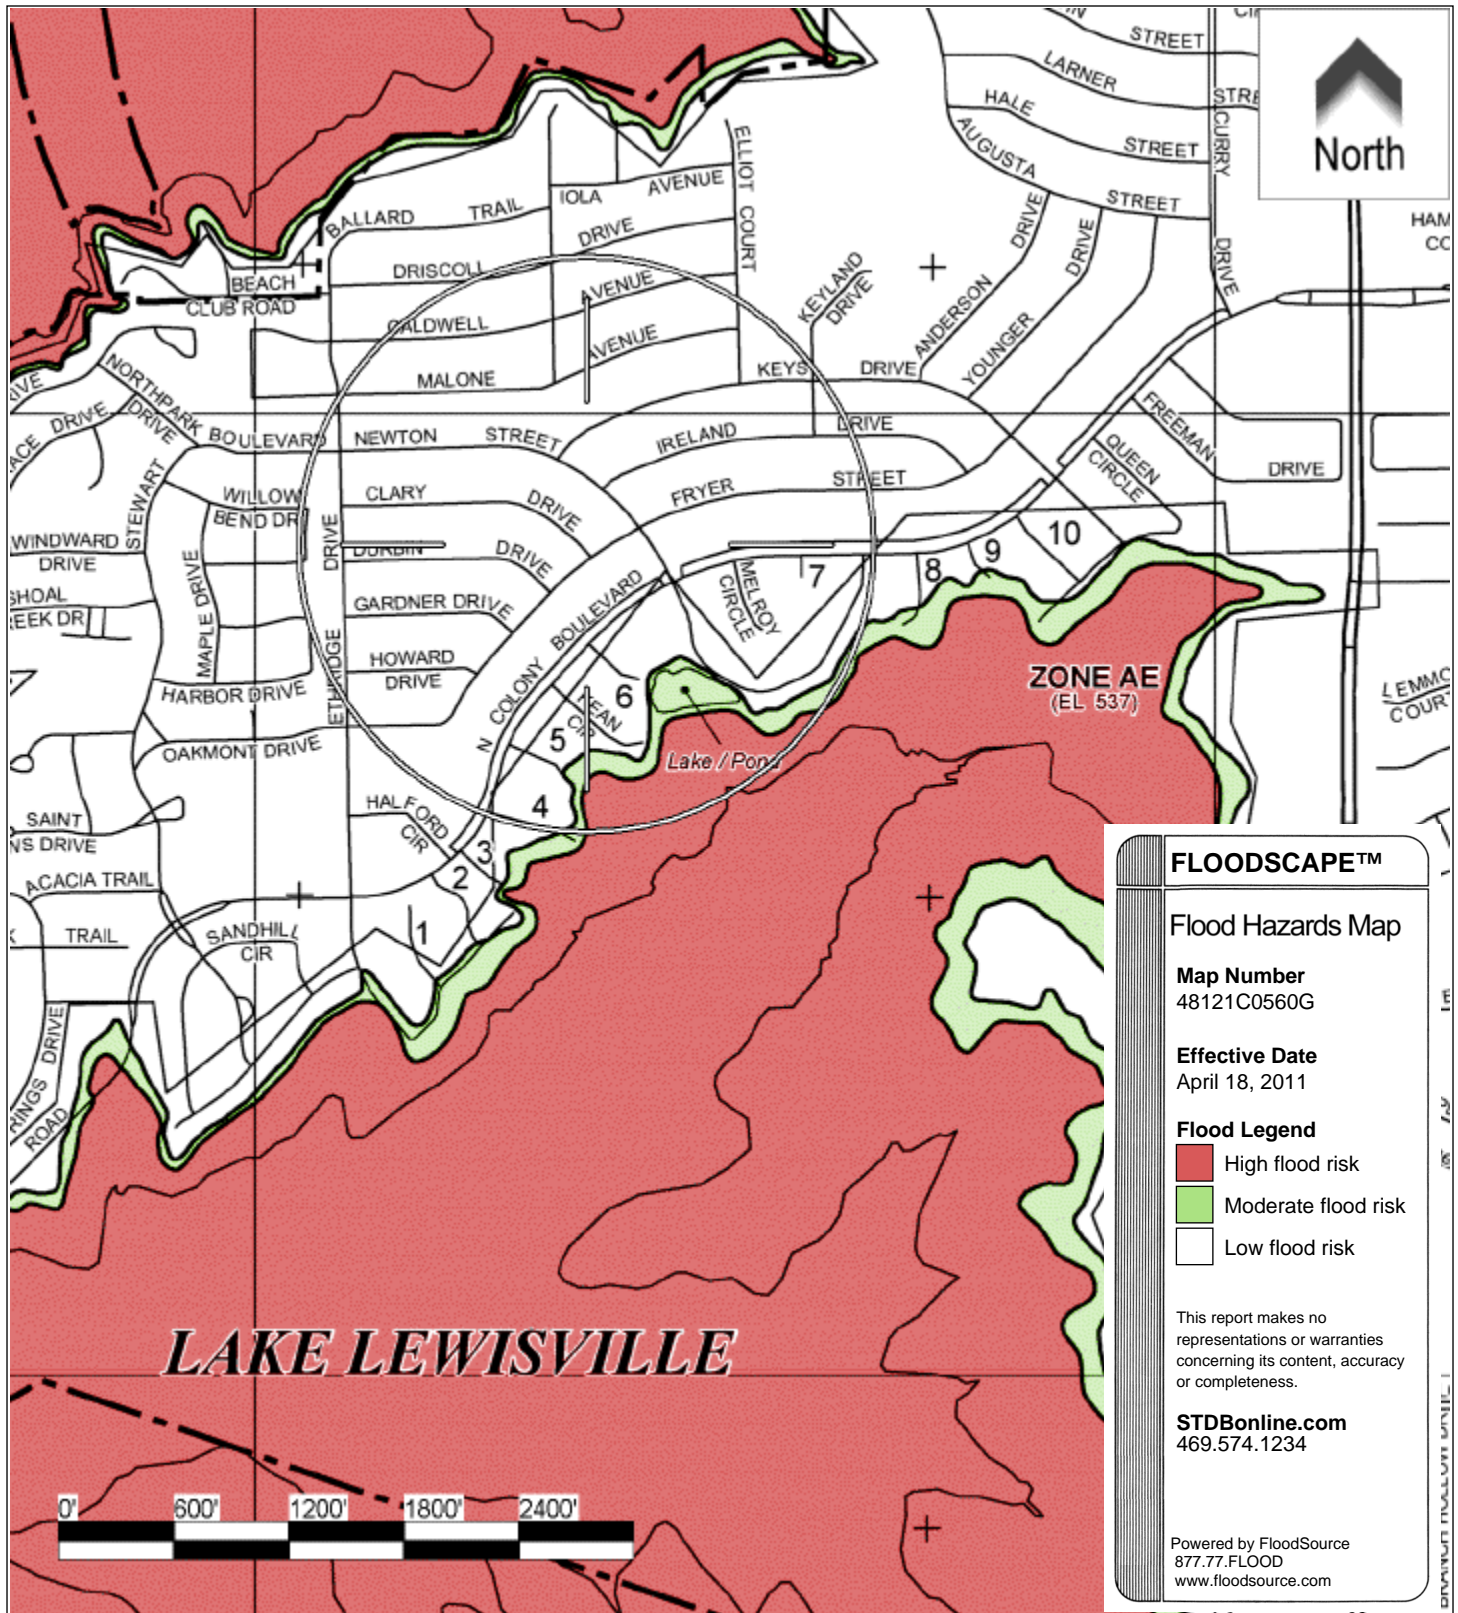 STREET
LARNER
HALE
STREET
AUGUSTA
STREET
CURRY
DRIVE
North
ELLIOT COURT
IOLA AVENUE
BALLARD TRAIL
DRIVE
DRISCOLL
AVENUE
BEACH
CLUB ROAD
CALDWELL
AVENUE
MALONE
KEYLAND
DRIVE
ANDERSON DRIVE
YOUNGER DRIVE
KEYS DRIVE
NORTHPARK
DRIVE
DRIVE
BOULEVARD
NEWTON STREET
IRELAND DRIVE
FREEMAN
DRIVE
QUEEN
CIRCLE
STEWART
WILLOW
BEND DR
CLARY DRIVE
FRYER STREET
WINDWARD
DRIVE
ETHRIDGE DRIVE
DURBIN DRIVE
MAPLE DRIVE
GARDNER DRIVE
HOWARD
DRIVE
HARBOR DRIVE
OAKMONT DRIVE
N COLONY BOULEVARD
MELROY
CIRCLE
7
8
9
10
6
KEAN
CIR
5
4
3
2
1
Lake / Pond
ZONE AE
(EL 537)
HALFORD
CIR
SAINT
ACACIA TRAIL
TRAIL
SANDHILL
CIR
DRIVE
ROAD
LAKE LEWISVILLE
0' 600' 1200' 1800' 2400'
FLOODSCAPE™
Flood Hazards Map
Map Number
48121C0560G
Effective Date
April 18, 2011
Flood Legend
High flood risk
Moderate flood risk
Low flood risk
This report makes no
representations or warranties
concerning its content, accuracy
or completeness.
STDBonline.com
469.574.1234
Powered by FloodSource
877.77.FLOOD
www.floodsource.com